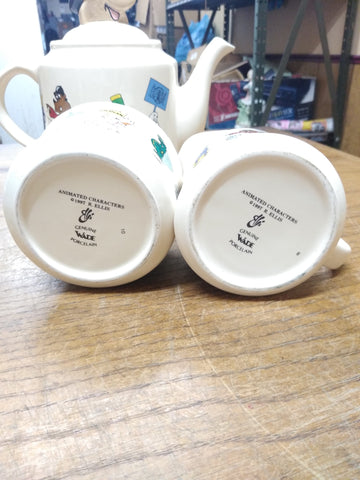 ANIMATED CHARACTERS
©1997 R. ELLIS
GENUINE
WADE
PORCELAIN
ANIMATED CHARACTERS
©1997 R. ELLIS
GENUINE
WADE
PORCELAIN